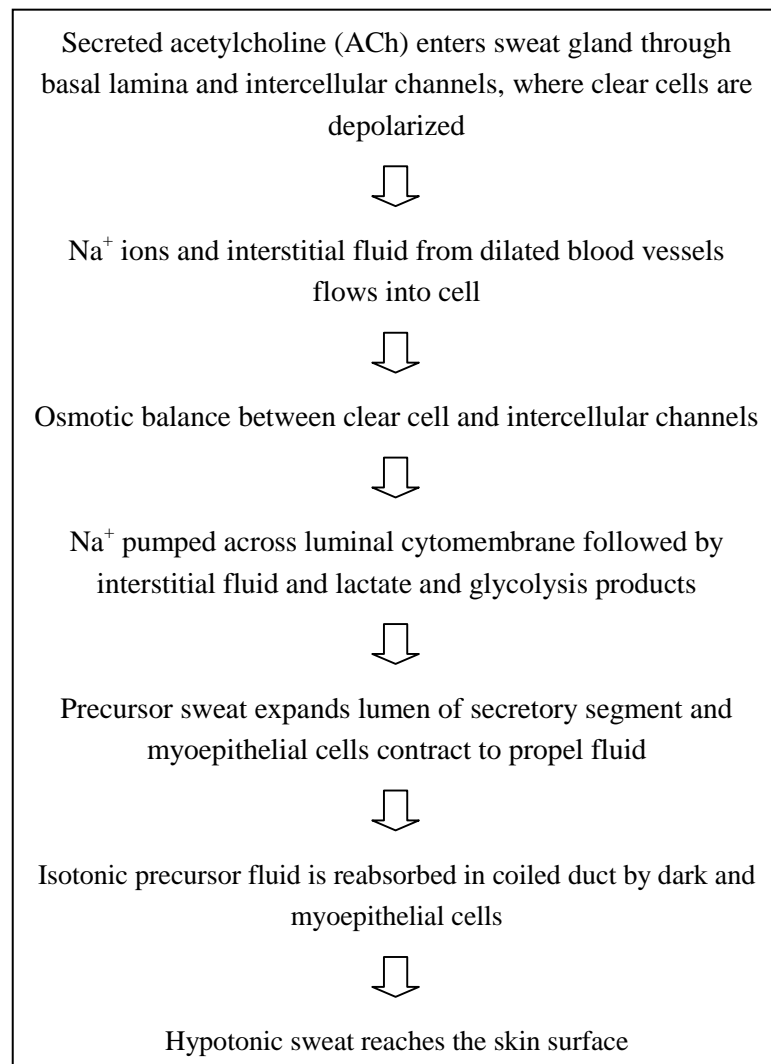 Secreted acetylcholine (ACh) enters sweat gland through
basal lamina and intercellular channels, where clear cells are
depolarized
Na⁺ ions and interstitial fluid from dilated blood vessels
flows into cell
Osmotic balance between clear cell and intercellular channels
Na⁺ pumped across luminal cytomembrane followed by
interstitial fluid and lactate and glycolysis products
Precursor sweat expands lumen of secretory segment and
myoepithelial cells contract to propel fluid
Isotonic precursor fluid is reabsorbed in coiled duct by dark and
myoepithelial cells
Hypotonic sweat reaches the skin surface